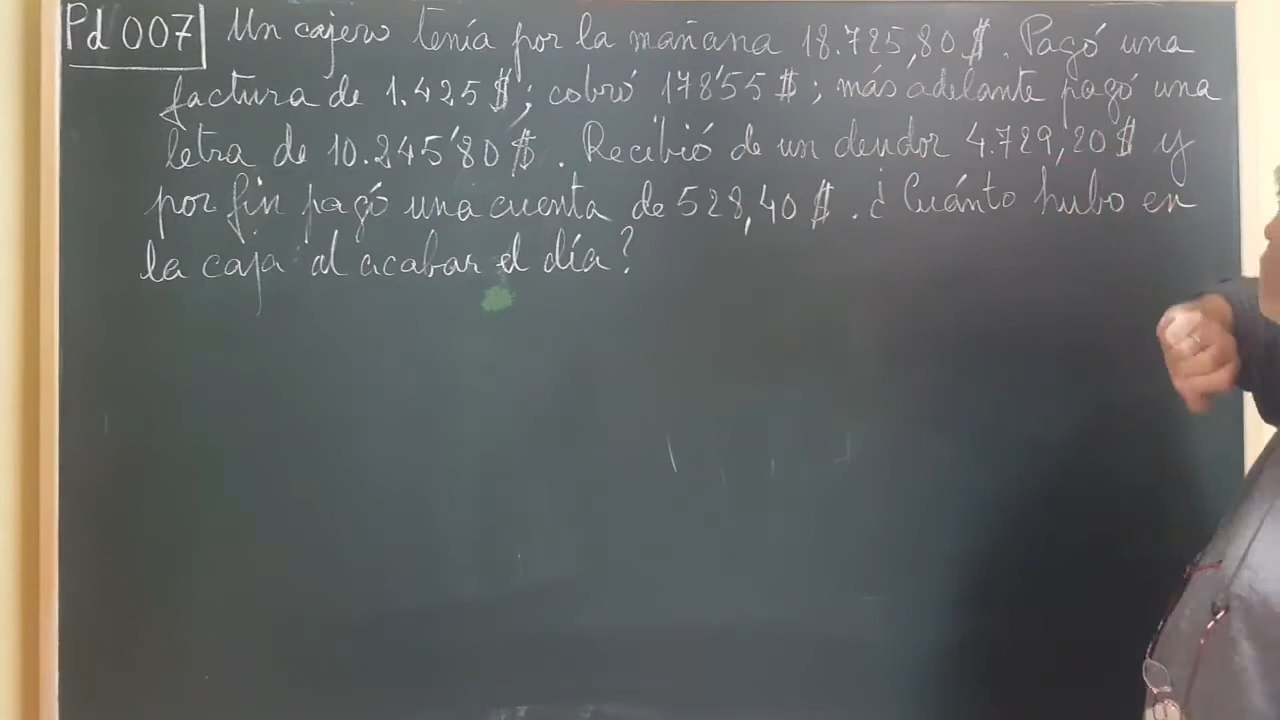 Pd 007 Un cajero tenía por la mañana 18.725,80 $. Pagó una
factura de 1.425 $; cobró 178'55 $; más adelante pagó una
letra de 10.245'80 $. Recibió de un deudor 4.729,20 $ y
por fin pagó una cuenta de 528,40 $. ¿Cuánto hubo en
la caja al acabar el día?